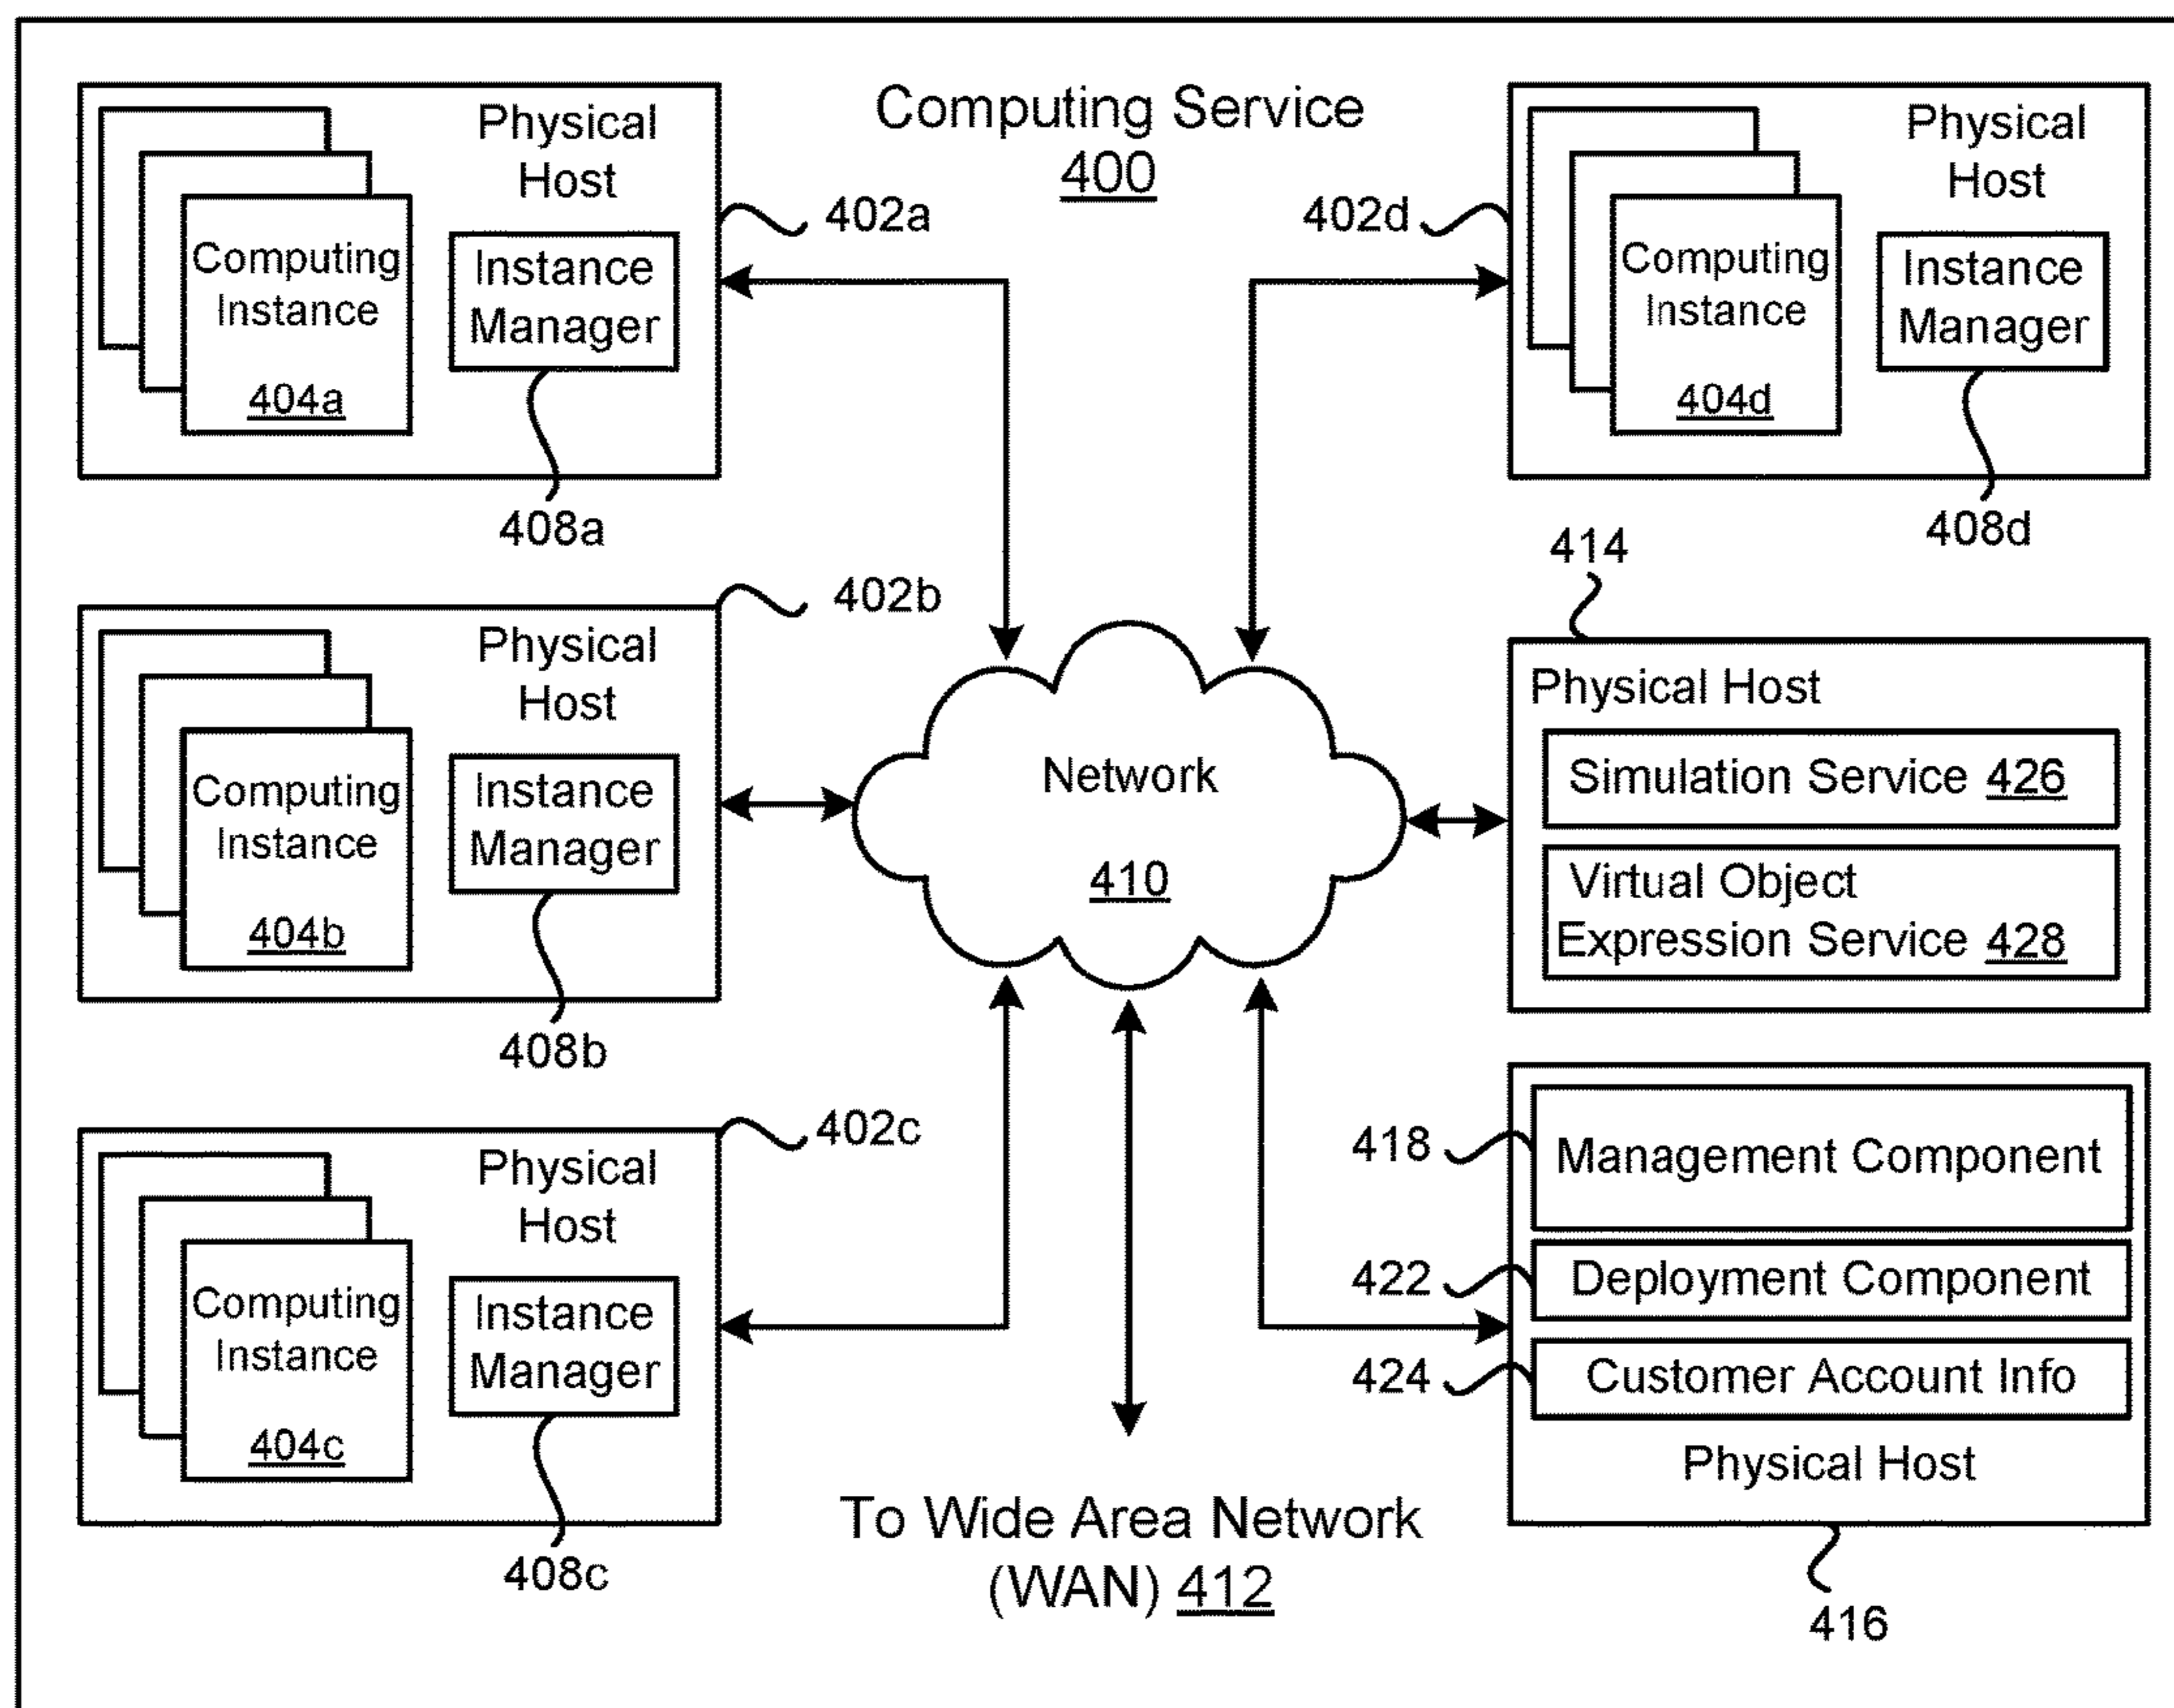 Computing Service
400
Physical
Host
Computing
Instance
404a
Instance
Manager
402a
408a
Physical
Host
Computing
Instance
404d
Instance
Manager
402d
408d
Physical
Host
Computing
Instance
404b
Instance
Manager
402b
408b
Network
410
414
Physical Host
Simulation Service 426
Virtual Object
Expression Service 428
Physical
Host
Computing
Instance
404c
Instance
Manager
402c
408c
To Wide Area Network
(WAN) 412
418
Management Component
422
Deployment Component
424
Customer Account Info
Physical Host
416